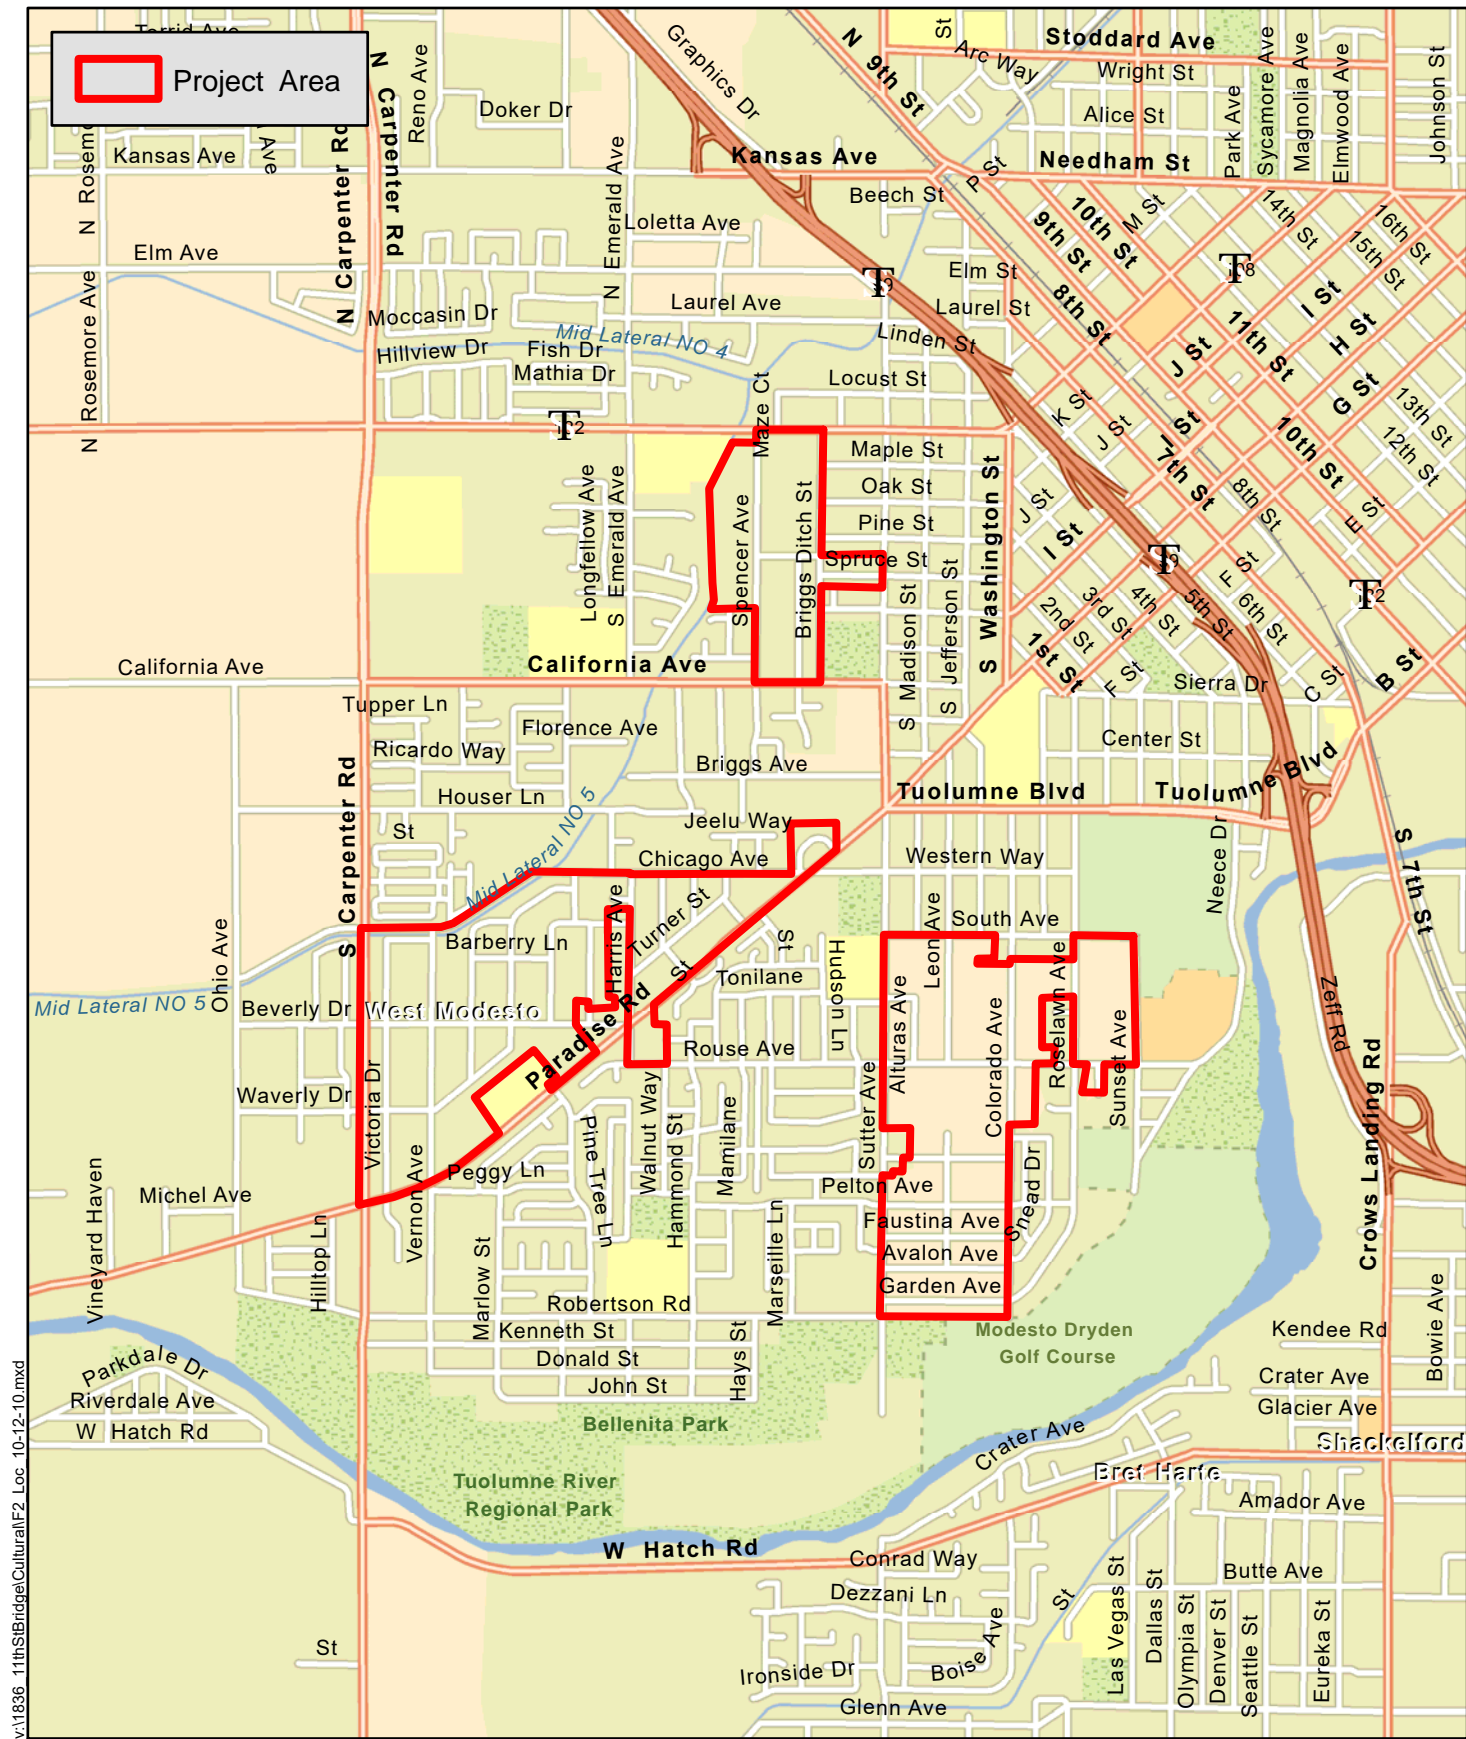 Project Area
Torrid Ave
N Carpenter Rd
Reno Ave
Doker Dr
Graphics Dr
N 9th St
St
Arc Way
Stoddard Ave
Wright St
Alice St
Park Ave
Sycamore Ave
Magnolia Ave
Elmwood Ave
Johnson St
Kansas Ave
Ave
N Carpenter Rd
N Emerald Ave
Kansas Ave
Needham St
P St
Beech St
N Rosemo
Loletta Ave
Elm Ave
M St
10th St
9th St
14th St
15th St
16th St
Elm St
8th St
I St
H St
11th St
Laurel Ave
Laurel St
N Rosemore Ave
Moccasin Dr
Mid Lateral NO 4
Linden St
Hillview Dr
Fish Dr
Mathia Dr
Locust St
J St
G St
13th St
12th St
10th St
K St
J St
I St
7th St
Maze Ct
Maple St
Oak St
Pine St
Spruce St
Longfellow Ave
S Emerald Ave
Spencer Ave
Briggs Ditch St
S Madison St
S Jefferson St
S Washington St
J St
I St
8th St
E St
F St
6th St
5th St
4th St
3rd St
2nd St
1st St
F St
Sierra Dr
C St
B St
California Ave
California Ave
Tupper Ln
Florence Ave
Ricardo Way
Briggs Ave
Center St
Houser Ln
Tuolumne Blvd
Tuolumne Blvd
S Carpenter Rd
St
Mid Lateral NO 5
Jeelu Way
Chicago Ave
Western Way
Neece Dr
S 7th St
Harris Ave
Turner St
South Ave
Leon Ave
Barberry Ln
St
St
Tonilane
Hudson Ln
Ohio Ave
Mid Lateral NO 5
Beverly Dr
West Modesto
Paradise Rd
Alturas Ave
Colorado Ave
Roselawn Ave
Sunset Ave
Zeff Rd
Rouse Ave
Waverly Dr
Victoria Dr
Walnut Way
Hammond St
Mamilane
Sutter Ave
Crows Landing Rd
Pine Tree Ln
Michel Ave
Vineyard Haven
Vernon Ave
Peggy Ln
Pelton Ave
Snead Dr
Faustina Ave
Avalon Ave
Garden Ave
Hilltop Ln
Marlow St
Marseille Ln
Robertson Rd
Kenneth St
Donald St
John St
Hays St
Modesto Dryden
Golf Course
Kendee Rd
Bowie Ave
Parkdale Dr
Riverdale Ave
W Hatch Rd
Crater Ave
Glacier Ave
Bellenita Park
Crater Ave
Shackelford
Tuolumne River
Regional Park
Bret Harte
Amador Ave
W Hatch Rd
Conrad Way
Dezzani Ln
Butte Ave
St
Las Vegas St
Dallas St
Olympia St
Denver St
Seattle St
Eureka St
St
Ironside Dr
Boise Ave
Glenn Ave
v:\1836_11thStBridge\Cultural\F2_Loc_10-12-10.mxd